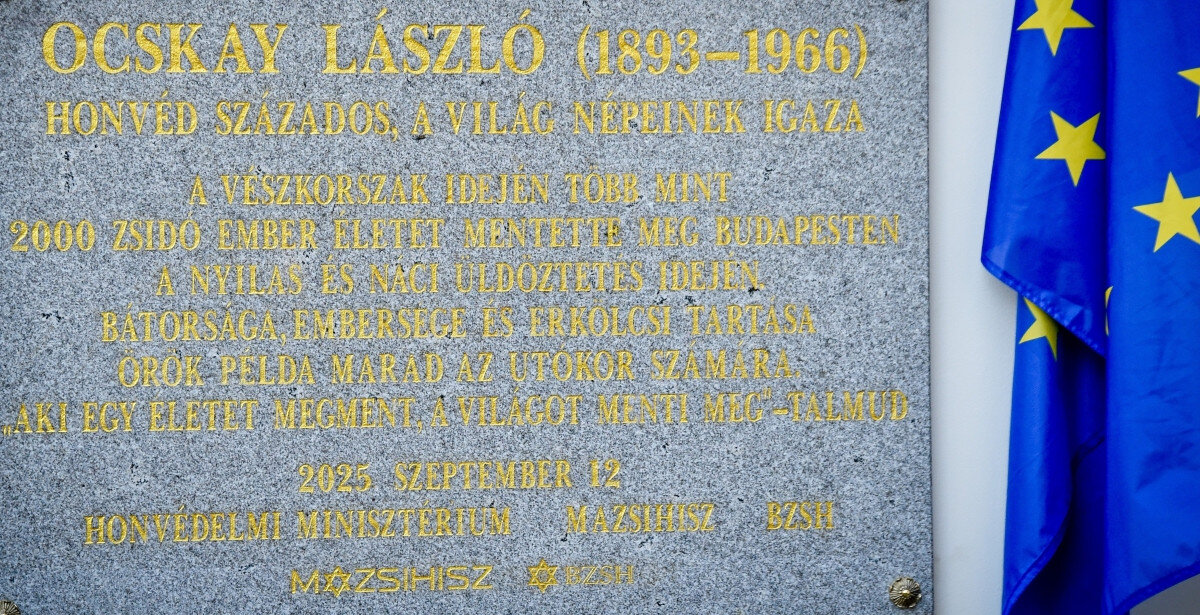 OCSKAY LÁSZLÓ (1893–1966)
HONVÉD SZÁZADOS, A VILÁG NÉPEINEK IGAZA
A VÉSZKORSZAK IDEJÉN TÖBB MINT
2000 ZSIDÓ EMBER ÉLETÉT MENTETTE MEG BUDAPESTEN
A NYILAS ÉS NÁCI ÜLDÖZTETÉS IDEJÉN.
BÁTORSÁGA, EMBERSÉGE ÉS ERKÖLCSI TARTÁSA
ÖRÖK PÉLDA MARAD AZ UTÓKOR SZÁMÁRA.
„AKI EGY ÉLETET MEGMENT, A VILÁGOT MENTI MEG"–TALMUD
2025 SZEPTEMBER 12
HONVÉDELMI MINISZTÉRIUM MAZSIHISZ BZSH
MAZSIHISZ BZSH